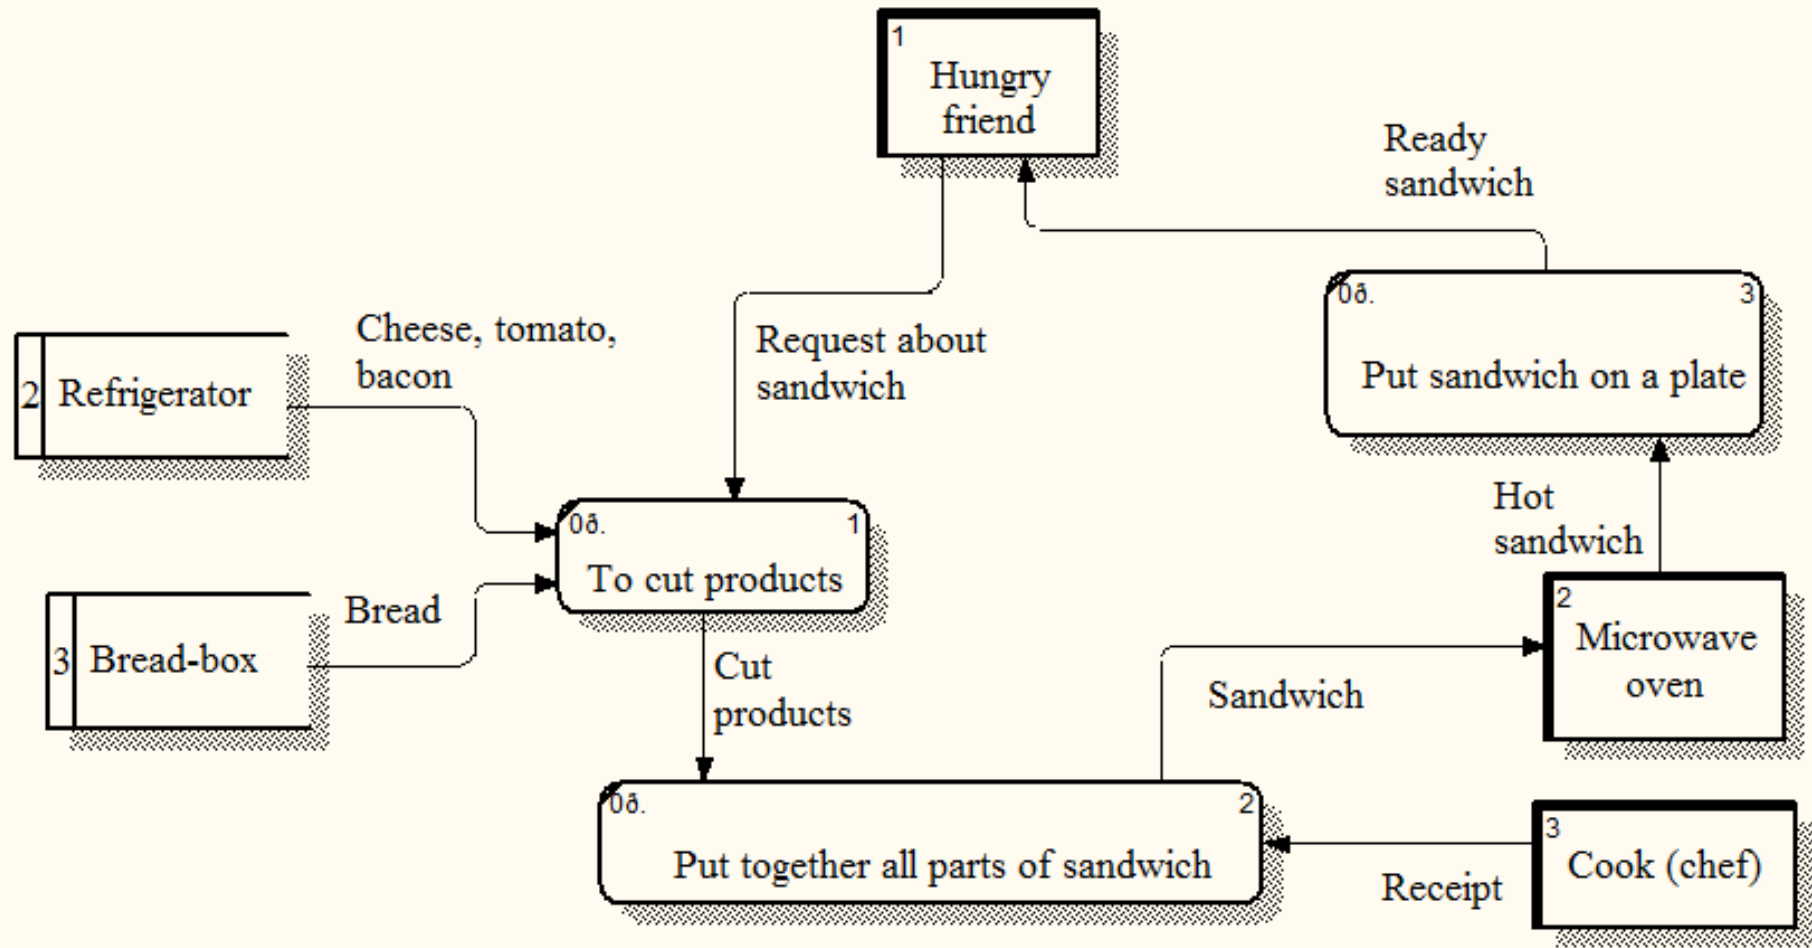 1
Hungry
friend
Ready
sandwich
0ð.
3
Put sandwich on a plate
Cheese, tomato,
bacon
Request about
sandwich
2
Refrigerator
0ð.
1
To cut products
Hot
sandwich
Bread
3
Bread-box
2
Microwave
oven
Cut
products
Sandwich
0ð.
2
Put together all parts of sandwich
3
Cook (chef)
Receipt